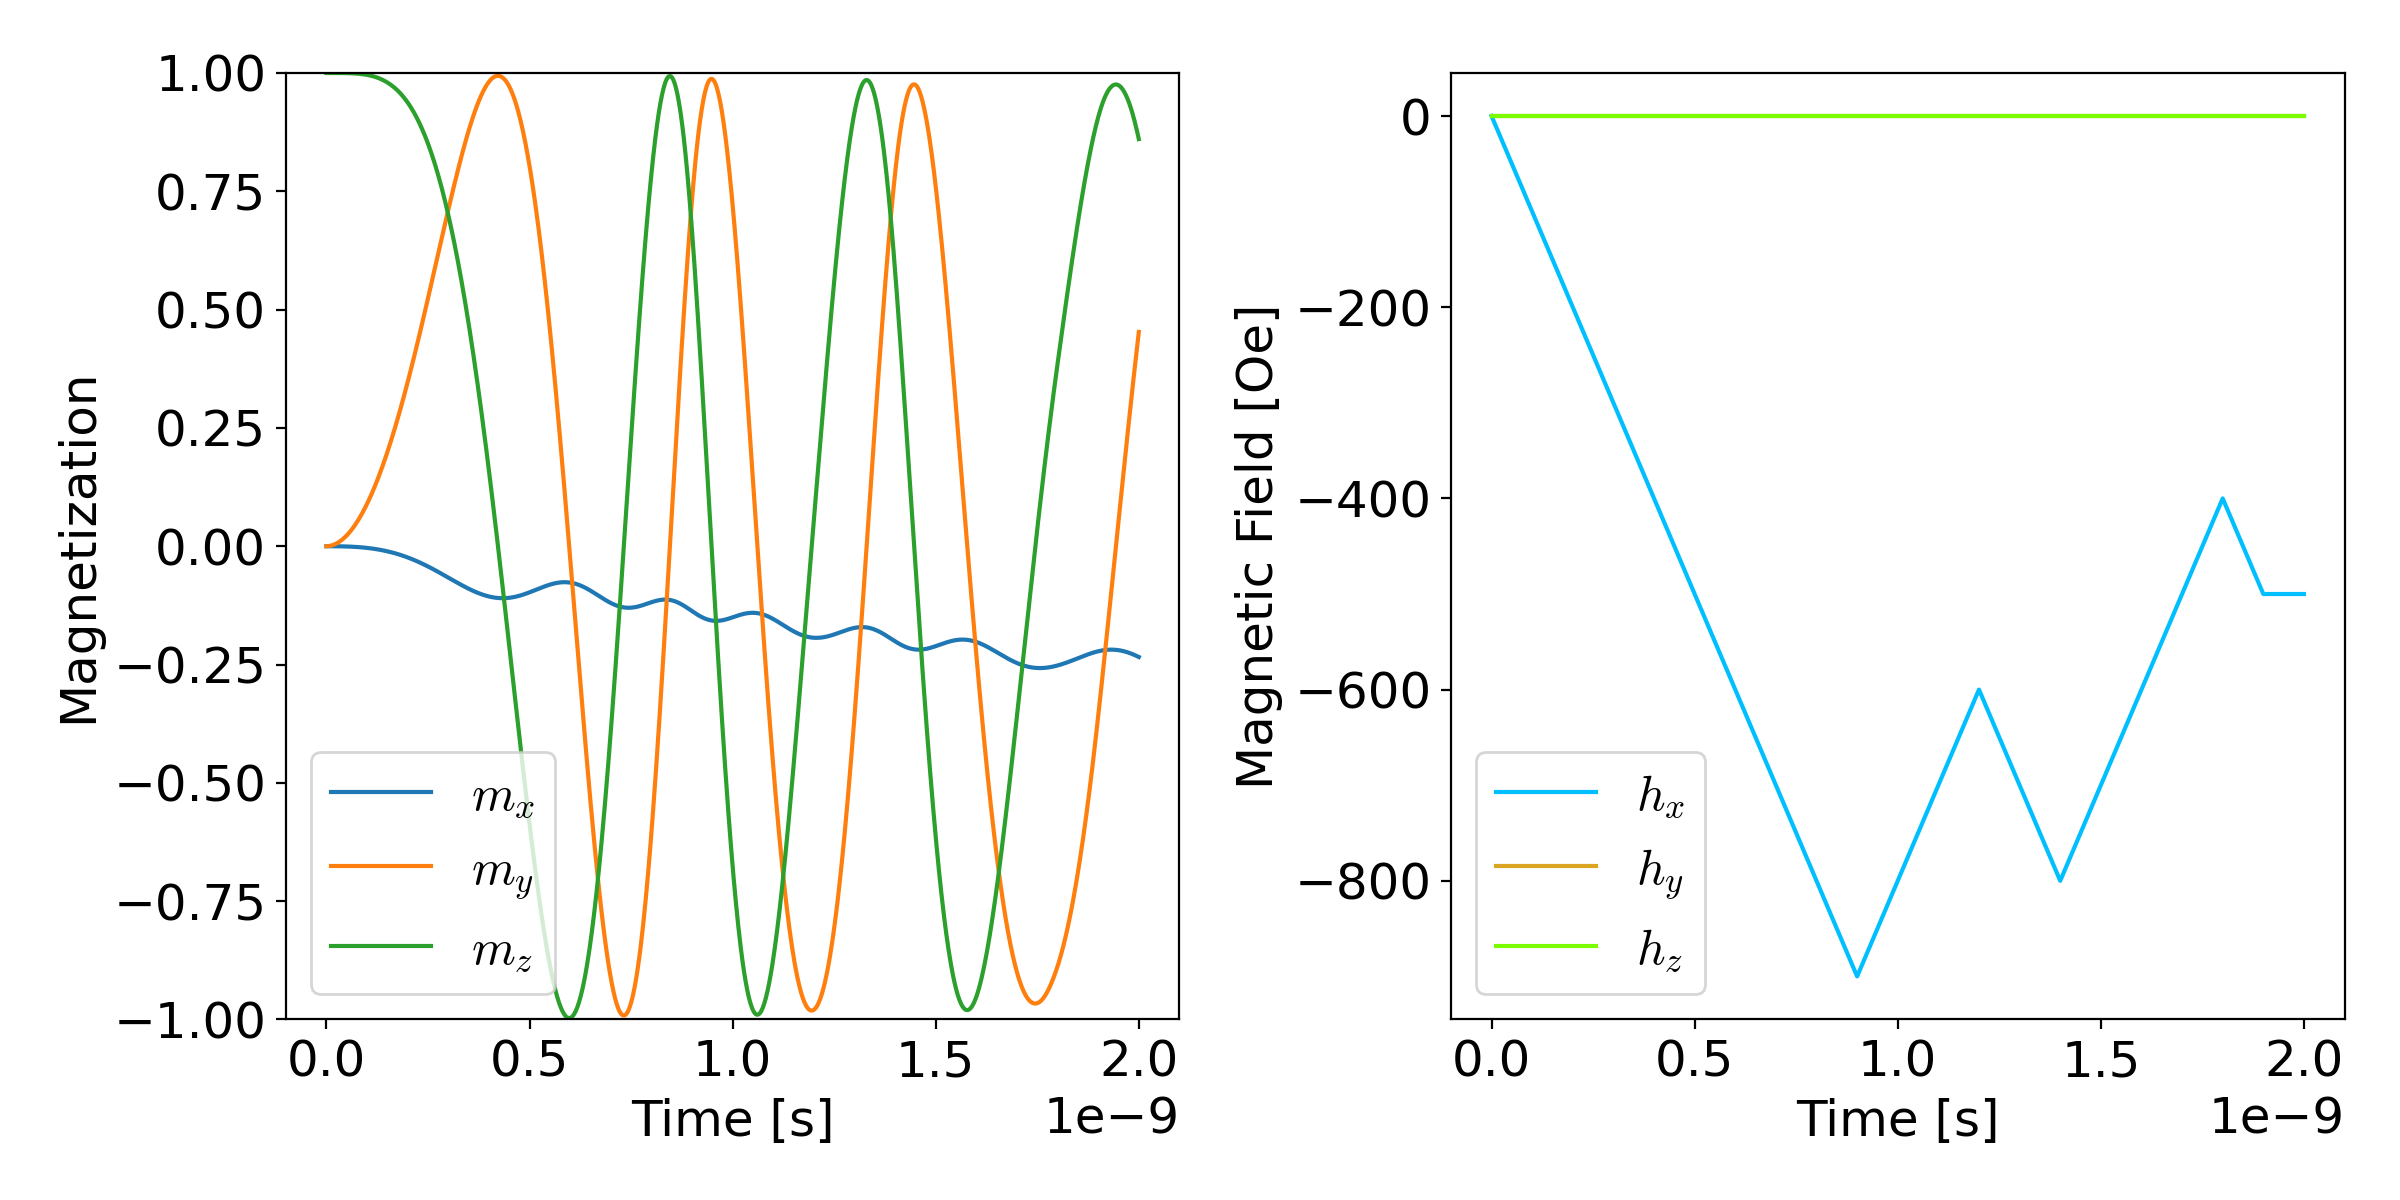 1.00
0.75
0.50
0.25
0.00
−0.25
−0.50
−0.75
−1.00
Magnetization
m_x
m_y
m_z
0.0 0.5 1.0 1.5 2.0
Time [s]
1e−9
0
−200
−400
−600
−800
Magnetic Field [Oe]
h_x
h_y
h_z
0.0 0.5 1.0 1.5 2.0
Time [s]
1e−9